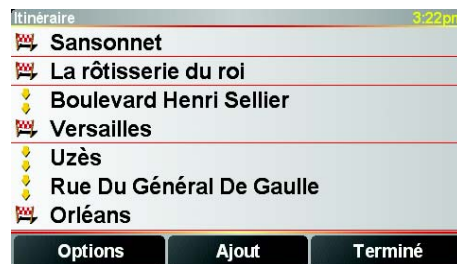 Itinéraire 3:22pm
Sansonnet
La rôtisserie du roi
Boulevard Henri Sellier
Versailles
Uzès
Rue Du Général De Gaulle
Orléans
Options Ajout Terminé